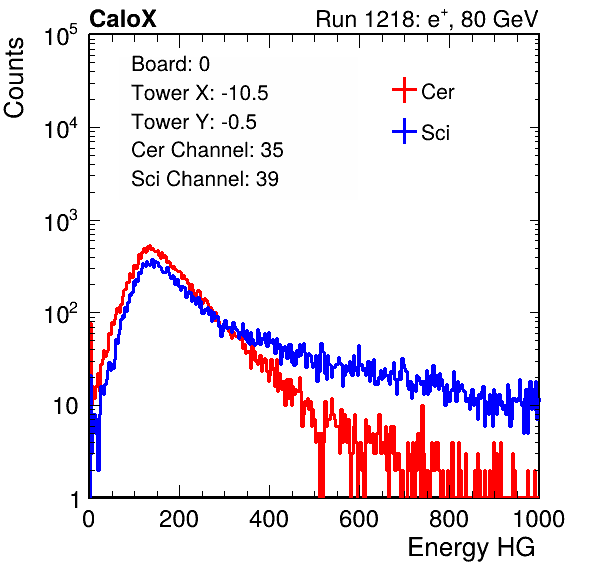 CaloX Run 1218: e⁺, 80 GeV
Counts
Board: 0
Tower X: -10.5
Tower Y: -0.5
Cer Channel: 35
Sci Channel: 39
Cer
Sci
10⁵
10⁴
10³
10²
10
1
0 200 400 600 800 1000
Energy HG